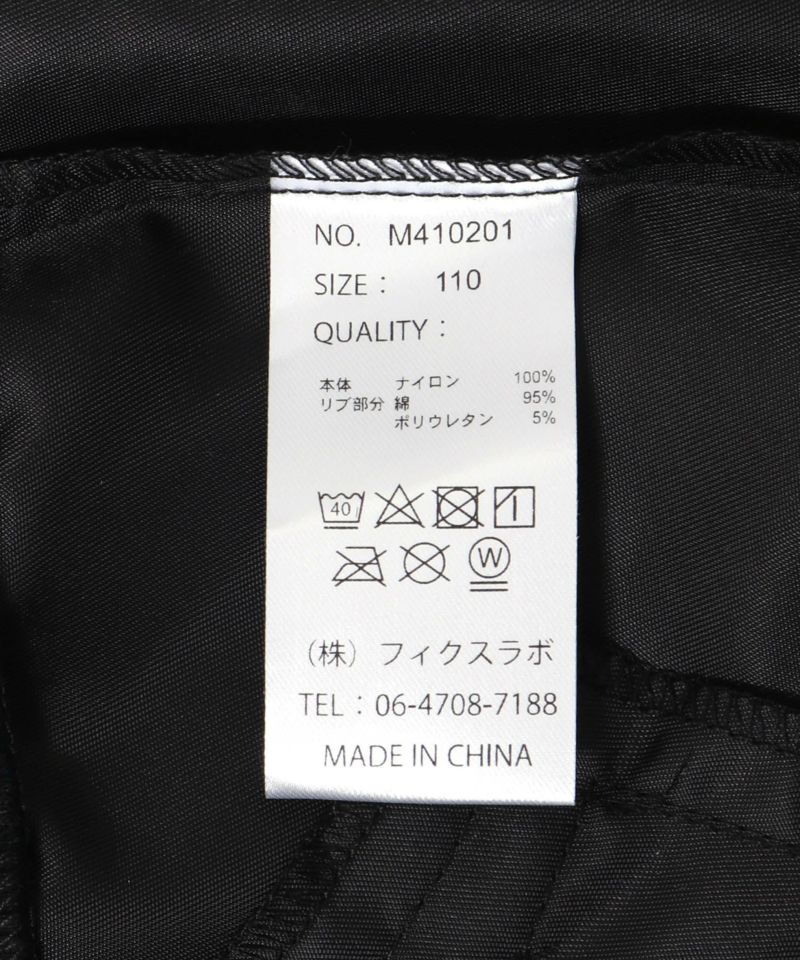 NO. M410201
SIZE： 110
QUALITY：
本体 ナイロン 100%
リブ部分 綿 95%
ポリウレタン 5%
40
W
（株）フィクスラボ
TEL：06-4708-7188
MADE IN CHINA